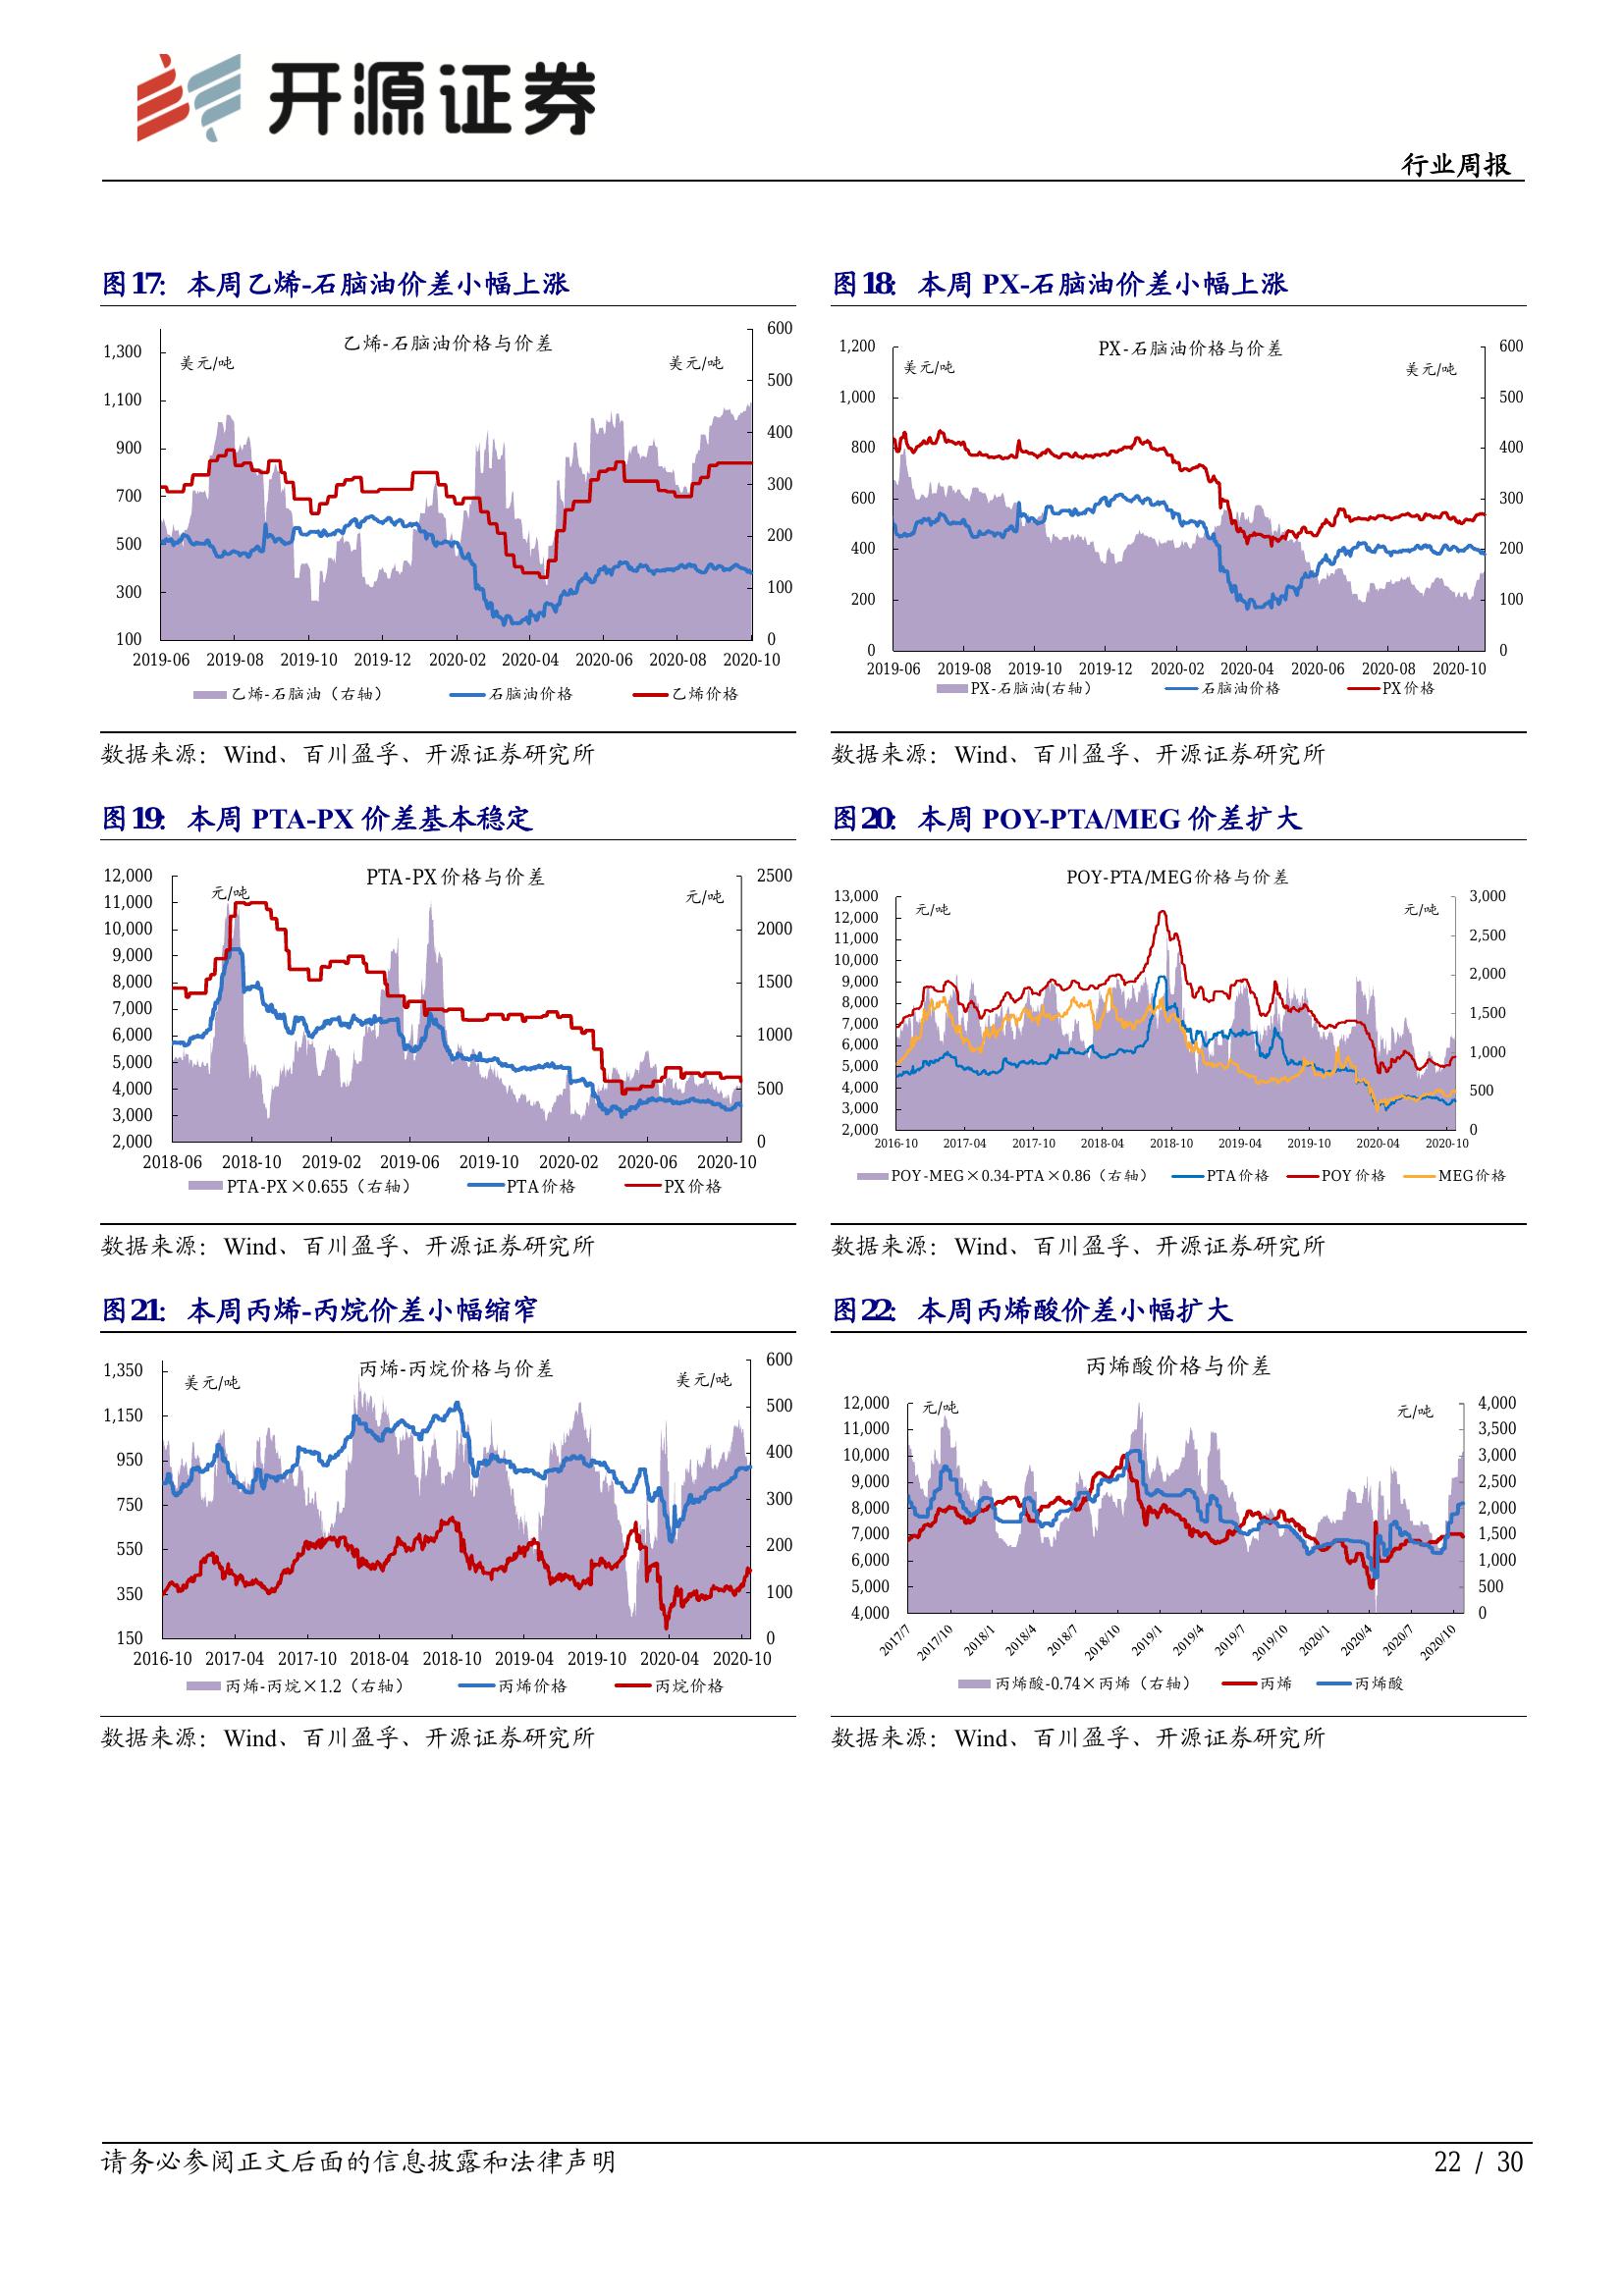 开源证券
行业周报
图17： 本周乙烯-石脑油价差小幅上涨
乙烯-石脑油价格与价差
美元/吨 美元/吨
1,300
1,100
900
700
500
300
100
600
500
400
300
200
100
0
2019-06 2019-08 2019-10 2019-12 2020-02 2020-04 2020-06 2020-08 2020-10
乙烯-石脑油（右轴） 石脑油价格 乙烯价格
数据来源：Wind、百川盈孚、开源证券研究所
图18： 本周 PX-石脑油价差小幅上涨
PX-石脑油价格与价差
美元/吨 美元/吨
1,200
1,000
800
600
400
200
0
600
500
400
300
200
100
0
2019-06 2019-08 2019-10 2019-12 2020-02 2020-04 2020-06 2020-08 2020-10
PX-石脑油(右轴） 石脑油价格 PX价格
数据来源：Wind、百川盈孚、开源证券研究所
图19： 本周 PTA-PX 价差基本稳定
PTA-PX价格与价差
元/吨 元/吨
12,000
11,000
10,000
9,000
8,000
7,000
6,000
5,000
4,000
3,000
2,000
2500
2000
1500
1000
500
0
2018-06 2018-10 2019-02 2019-06 2019-10 2020-02 2020-06 2020-10
PTA-PX×0.655（右轴） PTA价格 PX价格
数据来源：Wind、百川盈孚、开源证券研究所
图20： 本周 POY-PTA/MEG 价差扩大
POY-PTA/MEG价格与价差
元/吨 元/吨
13,000
12,000
11,000
10,000
9,000
8,000
7,000
6,000
5,000
4,000
3,000
2,000
3,000
2,500
2,000
1,500
1,000
500
0
2016-10 2017-04 2017-10 2018-04 2018-10 2019-04 2019-10 2020-04 2020-10
POY-MEG×0.34-PTA×0.86（右轴） PTA价格 POY价格 MEG价格
数据来源：Wind、百川盈孚、开源证券研究所
图21： 本周丙烯-丙烷价差小幅缩窄
丙烯-丙烷价格与价差
美元/吨 美元/吨
1,350
1,150
950
750
550
350
150
600
500
400
300
200
100
0
2016-10 2017-04 2017-10 2018-04 2018-10 2019-04 2019-10 2020-04 2020-10
丙烯-丙烷×1.2（右轴） 丙烯价格 丙烷价格
数据来源：Wind、百川盈孚、开源证券研究所
图22： 本周丙烯酸价差小幅扩大
丙烯酸价格与价差
元/吨 元/吨
12,000
11,000
10,000
9,000
8,000
7,000
6,000
5,000
4,000
4,000
3,500
3,000
2,500
2,000
1,500
1,000
500
0
2017/7 2017/10 2018/1 2018/4 2018/7 2018/10 2019/1 2019/4 2019/7 2019/10 2020/1 2020/4 2020/7 2020/10
丙烯酸-0.74×丙烯（右轴） 丙烯 丙烯酸
数据来源：Wind、百川盈孚、开源证券研究所
请务必参阅正文后面的信息披露和法律声明
22 / 30